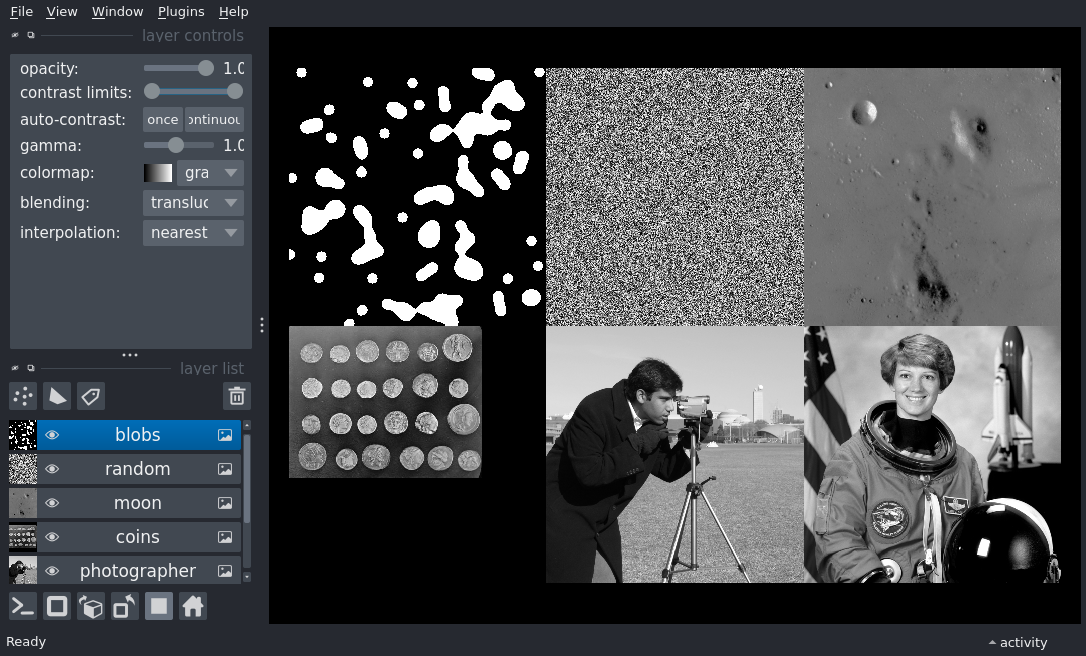 File View Window Plugins Help
layer controls
opacity: 1.0
contrast limits:
auto-contrast: once ontinuou
gamma: 1.0
colormap: gra
blending: transluc
interpolation: nearest
layer list
blobs
random
moon
coins
photographer
Ready
activity